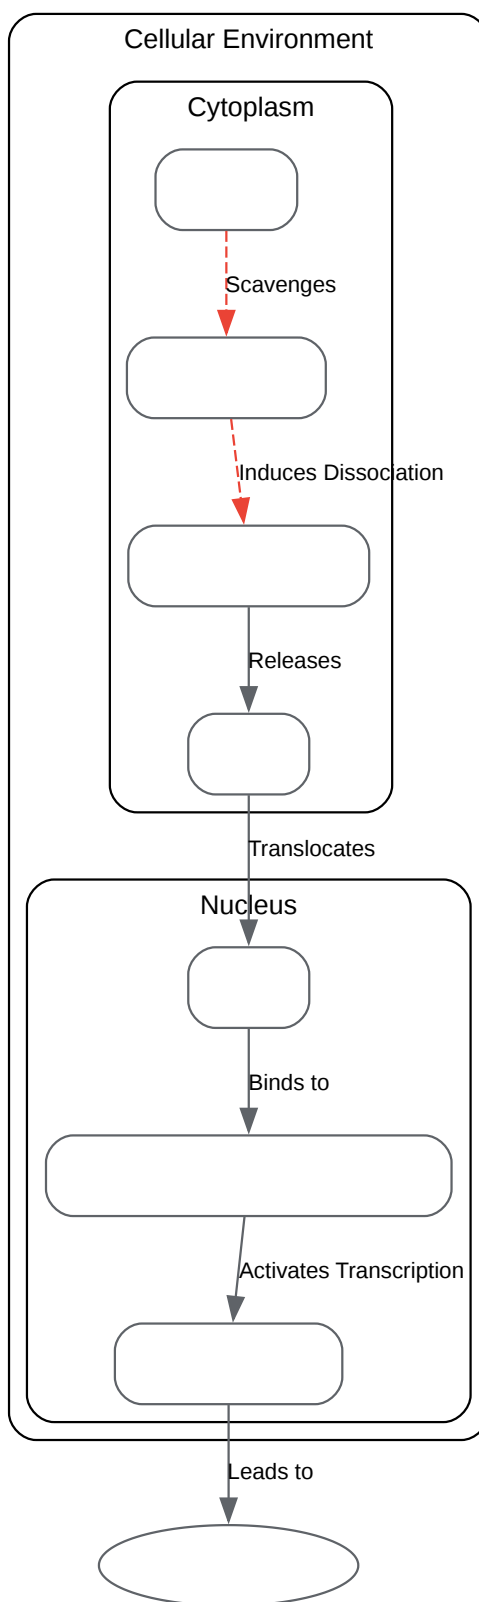 Cellular Environment
Cytoplasm
Scavenges
Induces Dissociation
Releases
Translocates
Nucleus
Binds to
Activates Transcription
Leads to